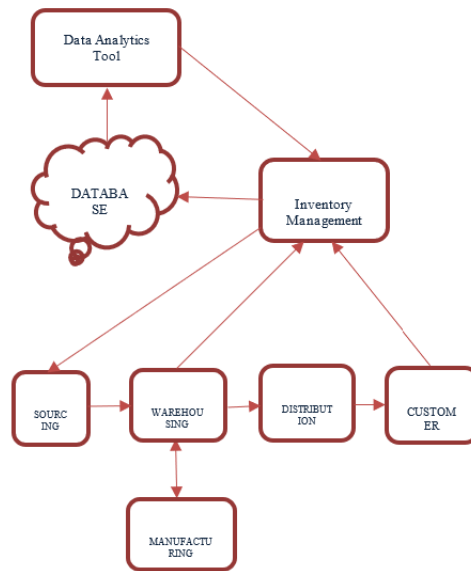 Data Analytics
Tool
DATABA
SE
Inventory
Management
SOURC
ING
WAREHOU
SING
DISTRIBUT
ION
CUSTOM
ER
MANUFACTU
RING